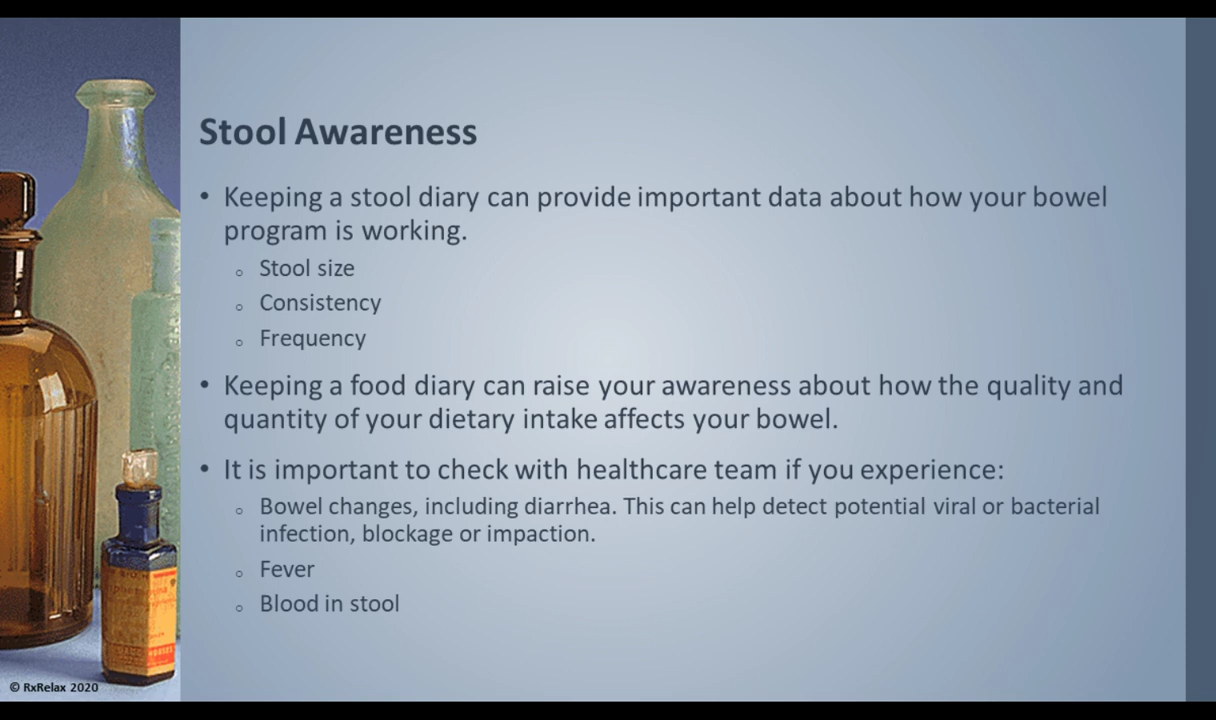 Stool Awareness
• Keeping a stool diary can provide important data about how your bowel
program is working.
o Stool size
o Consistency
o Frequency
• Keeping a food diary can raise your awareness about how the quality and
quantity of your dietary intake affects your bowel.
• It is important to check with healthcare team if you experience:
o Bowel changes, including diarrhea. This can help detect potential viral or bacterial
infection, blockage or impaction.
o Fever
o Blood in stool
© RxRelax 2020